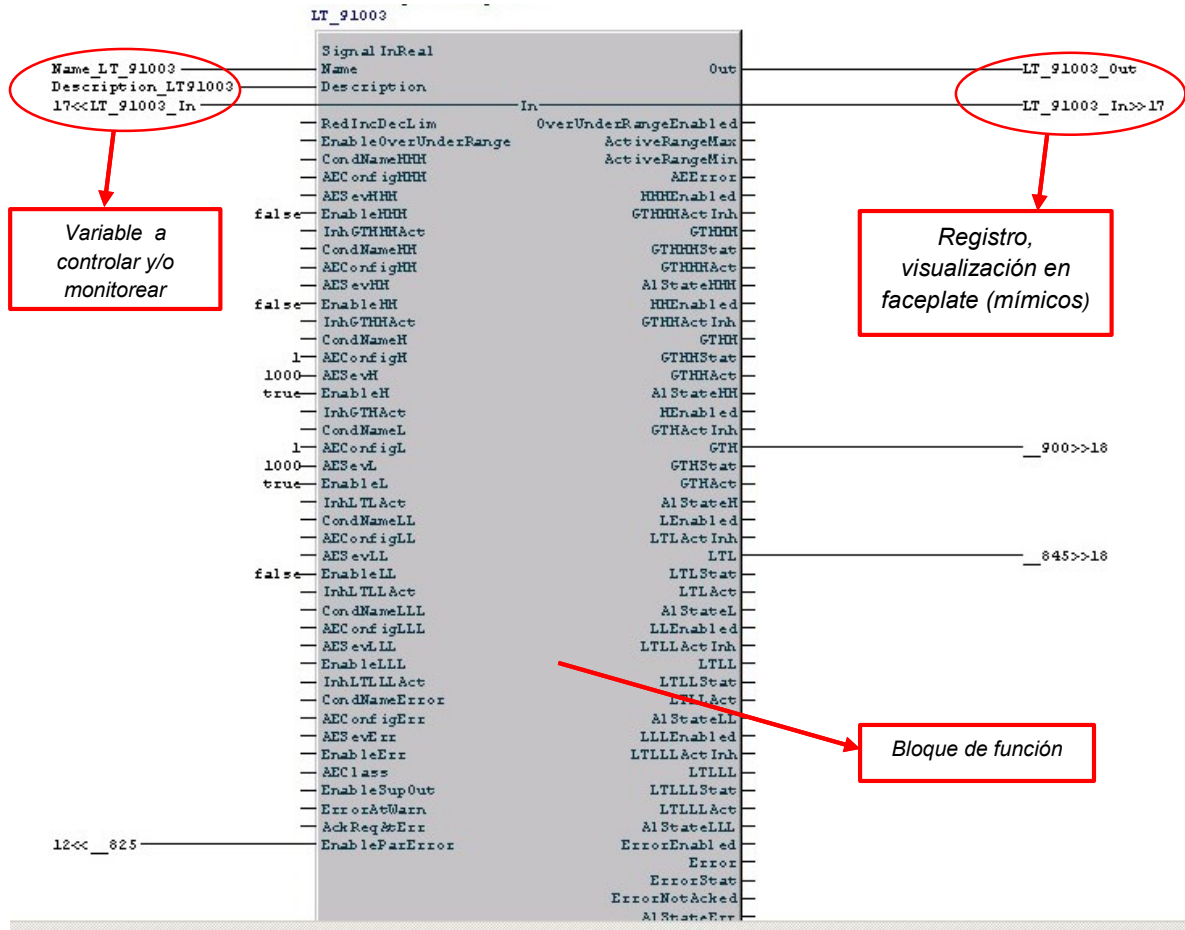 LT_91003
SignalInReal
Name_LT_91003 Name Out LT_91003_Out
Description_LT91003 Description
17<<LT_91003_In In LT_91003_In>>17
RedIncDecLim OverUnderRangeEnabled
EnableOverUnderRange ActiveRangeMax
CondNameHHH ActiveRangeMin
AEConfigHHH AEError
AESevHHH HHHEnabled
false EnableHHH GTHHHActInh
InhGTHHHAct GTHHH
CondNameHH GTHHHStat
AEConfigHH GTHHHAct
AESevHH AlStateHHH
false EnableHH HHEnabled
InhGTHHAct GTHHActInh
CondNameH GTHH
1 AEConfigH GTHHStat
1000 AESevH GTHHAct
true EnableH AlStateHH
InhGTHAct HEnabled
CondNameL GTHActInh
1 AEConfigL GTH __900>>18
1000 AESevL GTHStat
true EnableL GTHAct
InhLTLAct AlStateH
CondNameLL LEnabled
AEConfigLL LTLActInh
AESevLL LTL __845>>18
false EnableLL LTLStat
InhLTLLAct LTLAct
CondNameLLL AlStateL
AEConfigLLL LLEnabled
AESevLLL LTLLActInh
EnableLLL LTLL
InhLTLLLAct LTLLStat
CondNameError LTLLAct
AEConfigErr AlStateLL
AESevErr LLLEnabled
EnableErr LTLLLActInh
AEClass LTLLL
EnableSupOut LTLLLStat
ErrorAtWarn LTLLLAct
AckReqAtErr AlStateLLL
12<<__825 EnableParError ErrorEnabled
Error
ErrorStat
ErrorNotAcked
AlStateErr
Variable a
controlar y/o
monitorear
Registro,
visualización en
faceplate (mímicos)
Bloque de función